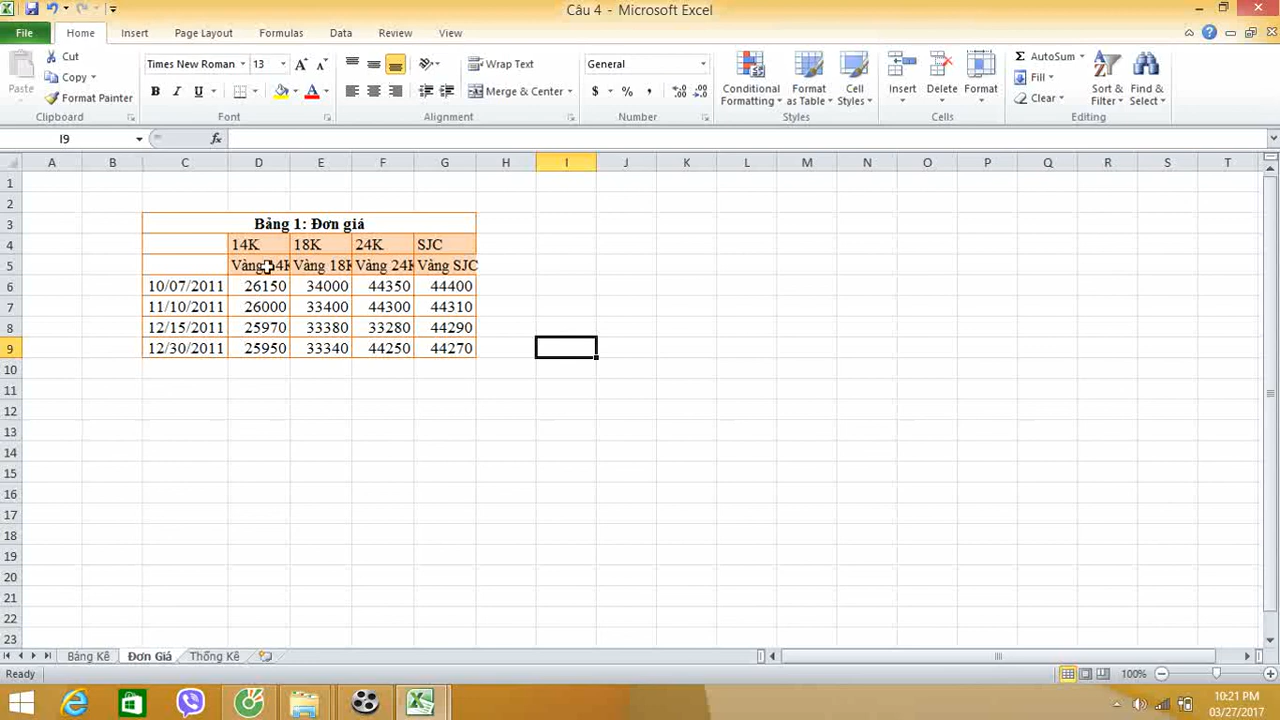 Câu 4 - Microsoft Excel
File Home Insert Page Layout Formulas Data Review View
Paste Cut Copy Format Painter
Times New Roman 13 A A
B I U A
Wrap Text
Merge & Center
General
$ % ,
Conditional Formatting Format as Table Cell Styles
Insert Delete Format
Σ AutoSum Fill Clear
Sort & Filter Find & Select
Clipboard Font Alignment Number Styles Cells Editing
I9 fx
A B C D E F G H I J K L M N O P Q R S T
1
2
3 Bảng 1: Đơn giá
4 14K 18K 24K SJC
5 Vàng 14K Vàng 18K Vàng 24K Vàng SJC
6 10/07/2011 26150 34000 44350 44400
7 11/10/2011 26000 33400 44300 44310
8 12/15/2011 25970 33380 33280 44290
9 12/30/2011 25950 33340 44250 44270
10
11
12
13
14
15
16
17
18
19
20
21
22
23
Bảng Kê Đơn Giá Thống Kê
Ready 100%
10:21 PM
03/27/2017